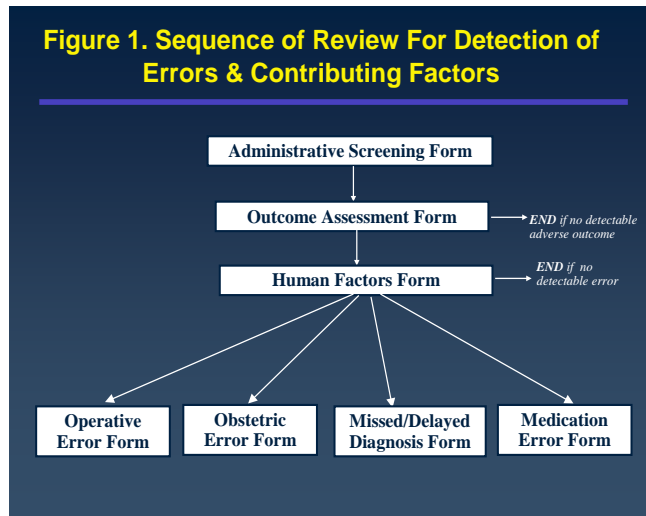 Figure 1. Sequence of Review For Detection of
Errors & Contributing Factors
Administrative Screening Form
Outcome Assessment Form
END if no detectable
adverse outcome
Human Factors Form
END if no
detectable error
Operative
Error Form
Obstetric
Error Form
Missed/Delayed
Diagnosis Form
Medication
Error Form